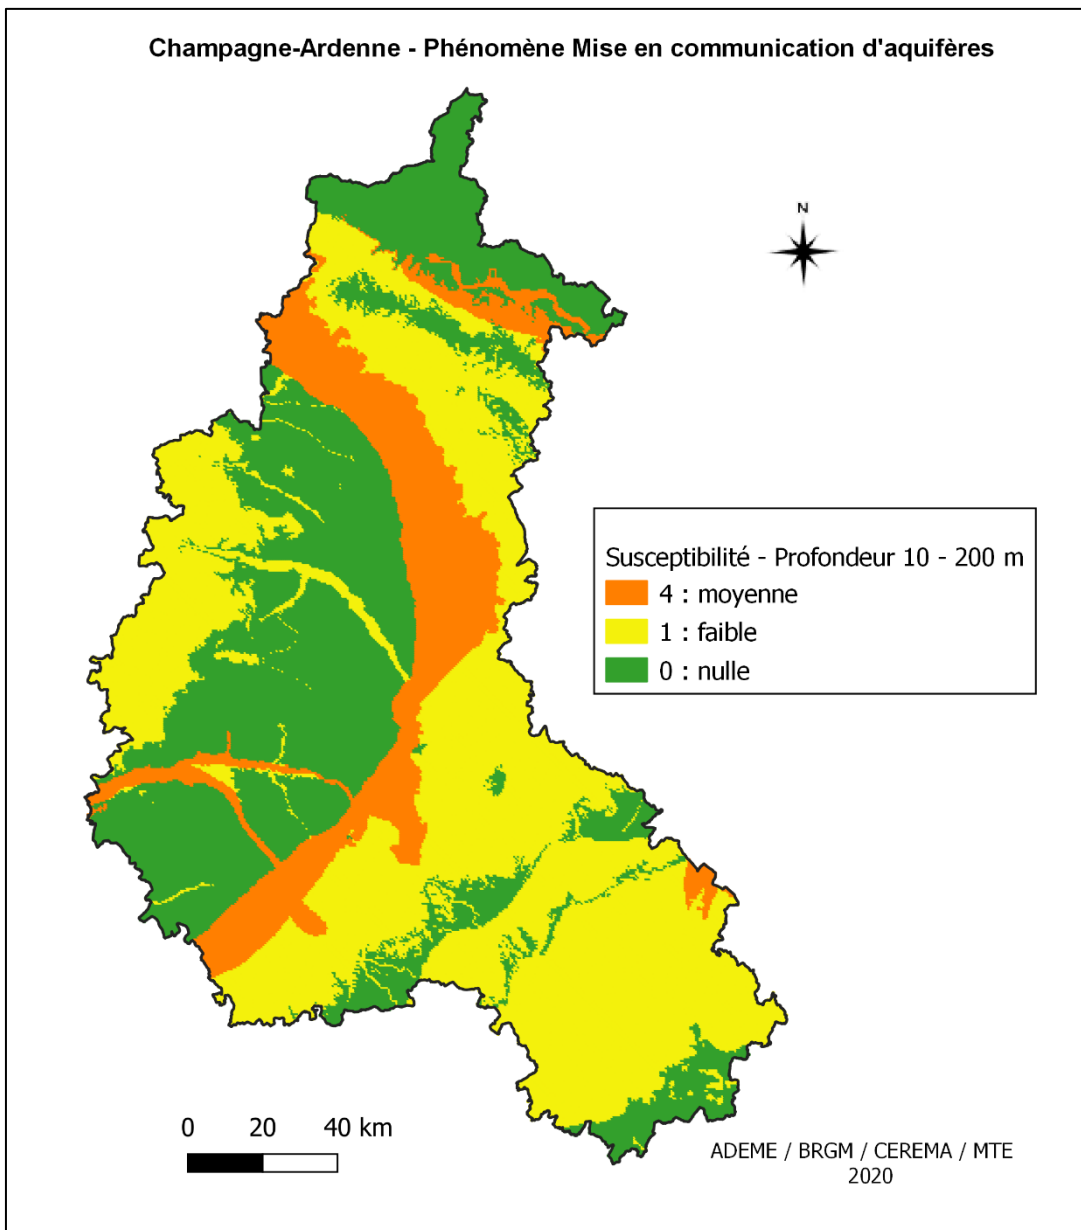 Champagne-Ardenne - Phénomène Mise en communication d'aquifères
N
Susceptibilité - Profondeur 10 - 200 m
4 : moyenne
1 : faible
0 : nulle
0 20 40 km
ADEME / BRGM / CEREMA / MTE
2020